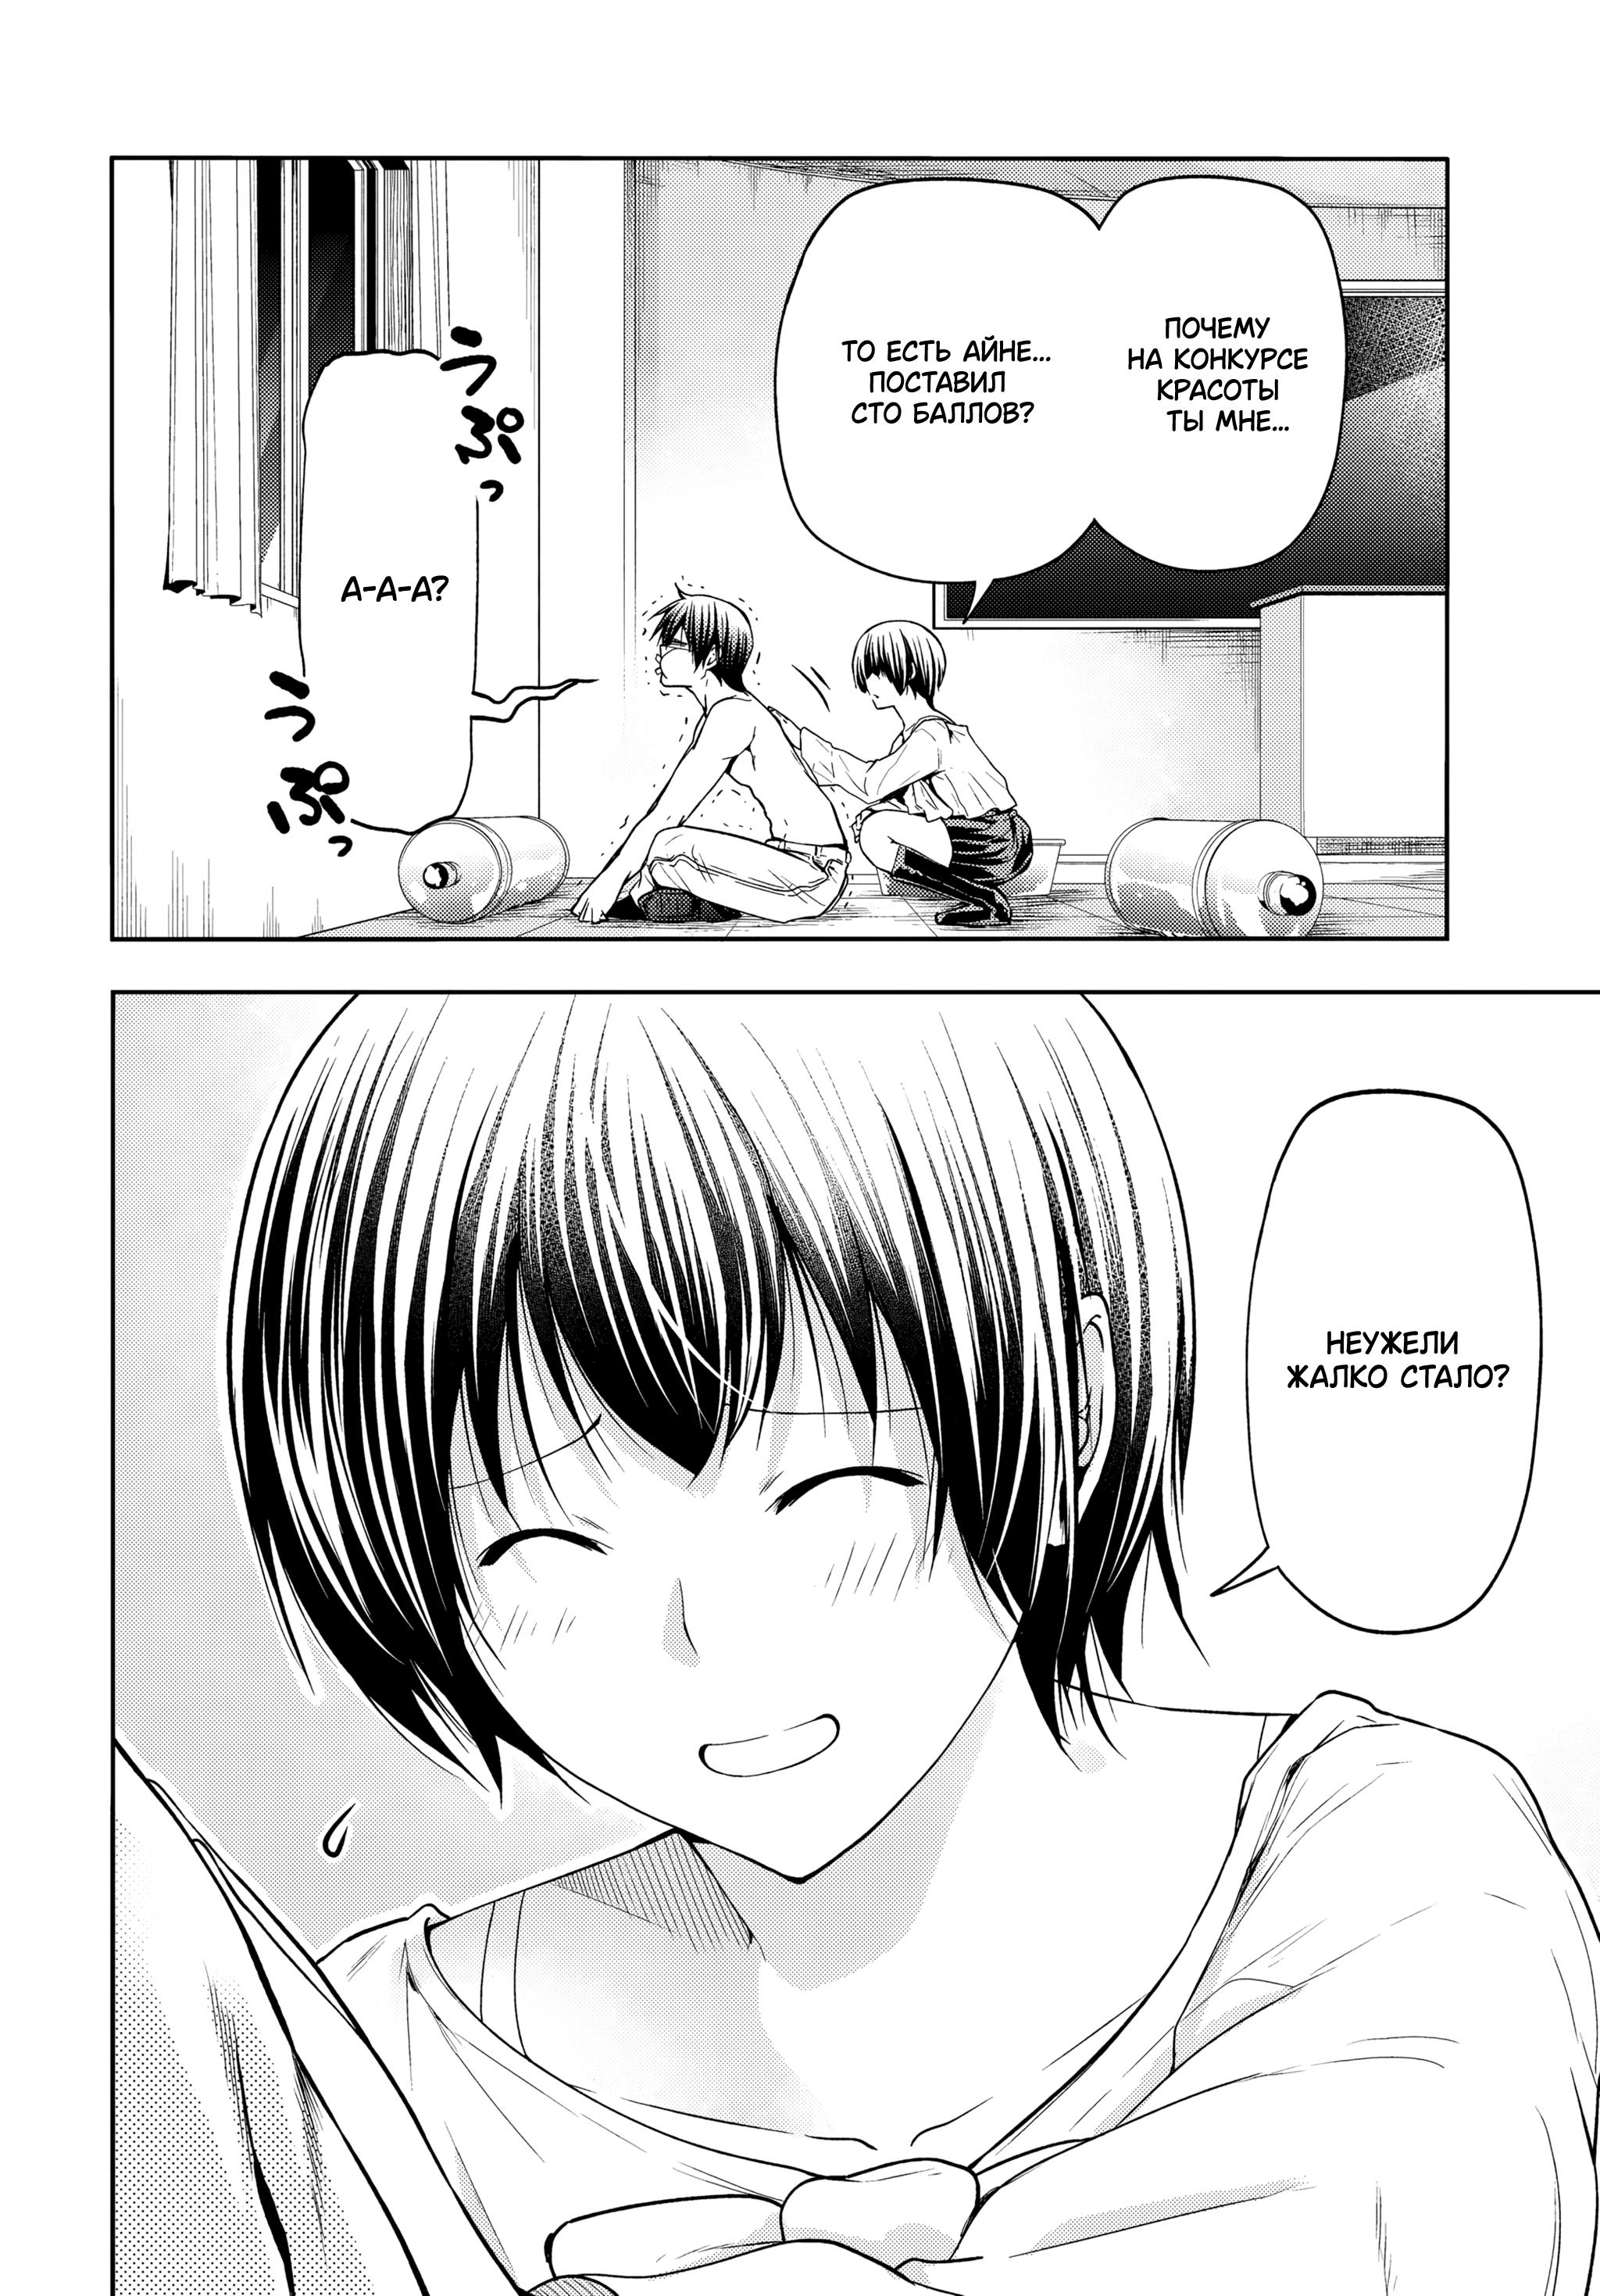 ПОЧЕМУ
НА КОНКУРСЕ
КРАСОТЫ
ТЫ МНЕ...
ТО ЕСТЬ АЙНЕ...
ПОСТАВИЛ
СТО БАЛЛОВ?
うぷっ
А-А-А?
うぷっ
НЕУЖЕЛИ
ЖАЛКО СТАЛО?